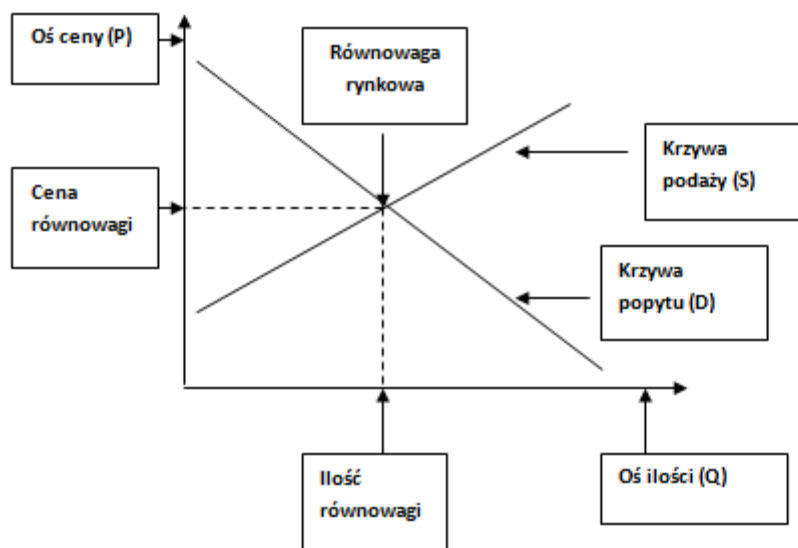 Oś ceny (P)
Równowaga
rynkowa
Krzywa
podaży (S)
Cena
równowagi
Krzywa
popytu (D)
Ilość
równowagi
Oś ilości (Q)